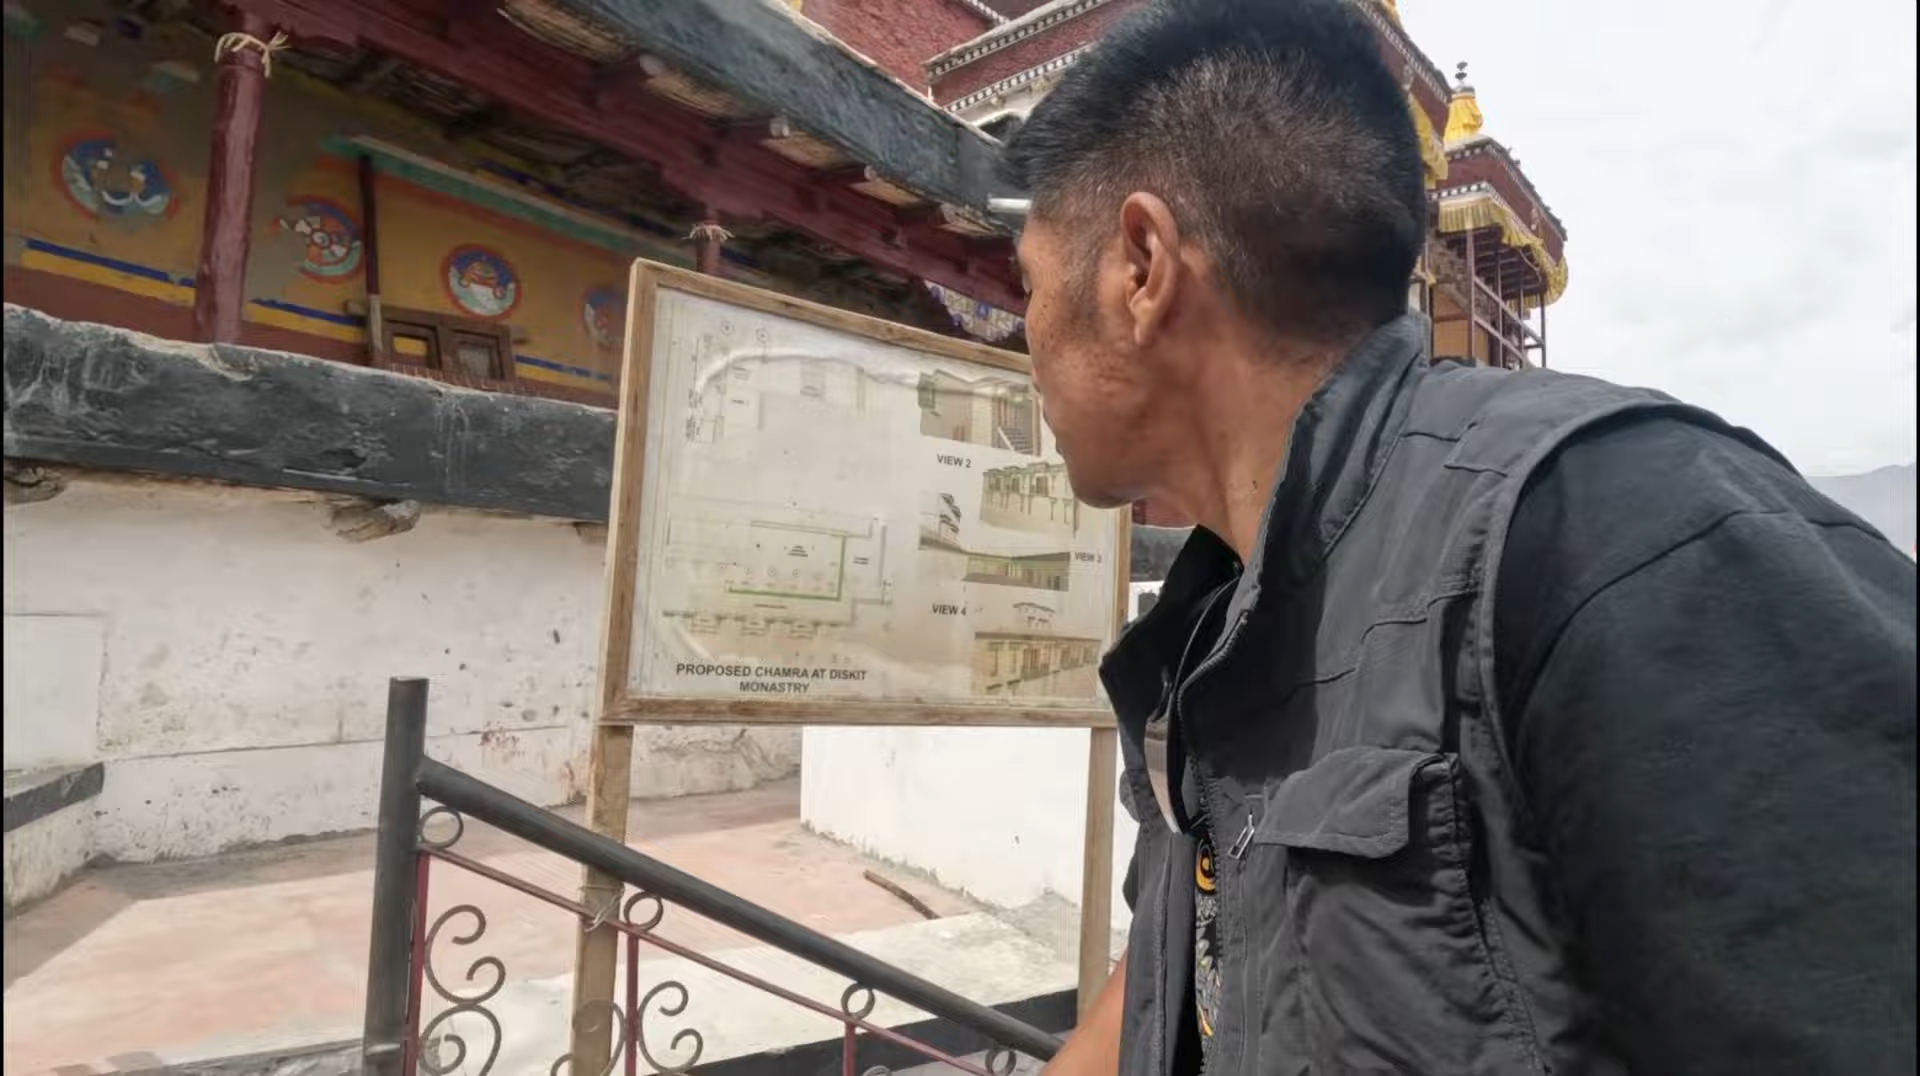 VIEW 2
VIEW 3
VIEW 4
PROPOSED CHAMRA AT DISKIT
MONASTRY